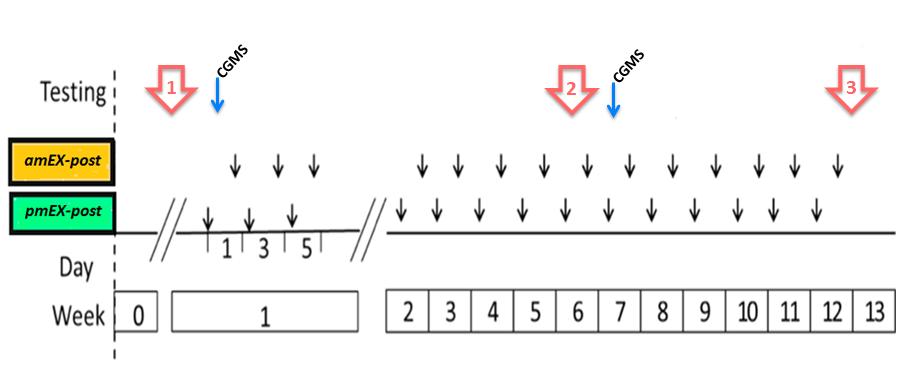 CGMS
CGMS
Testing
1
2
3
amEX-post
pmEX-post
1 3 5
Day
Week 0 1 2 3 4 5 6 7 8 9 10 11 12 13